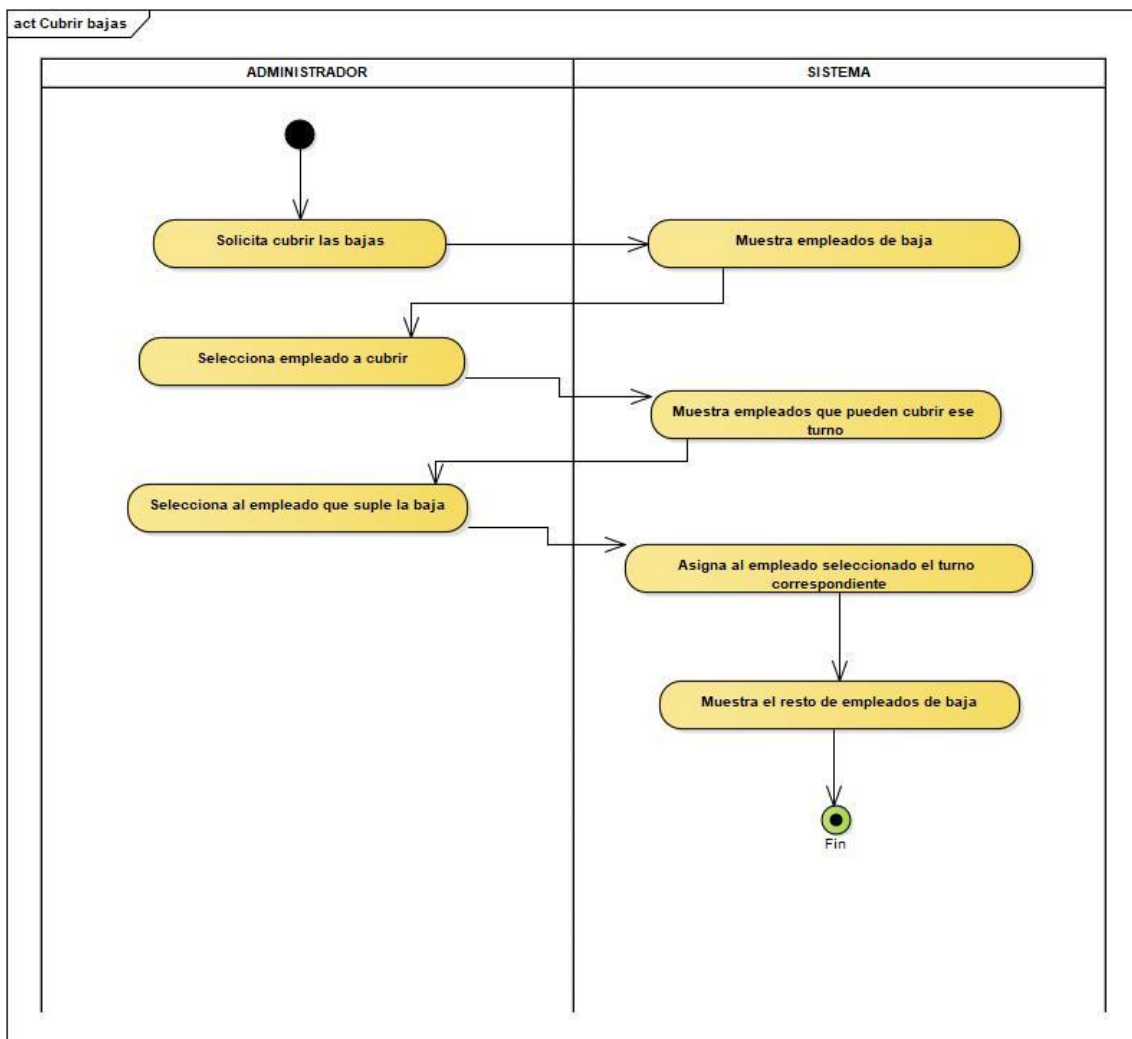 act Cubrir bajas
ADMINISTRADOR
SISTEMA
Solicita cubrir las bajas
Muestra empleados de baja
Selecciona empleado a cubrir
Muestra empleados que pueden cubrir ese
turno
Selecciona al empleado que suple la baja
Asigna al empleado seleccionado el turno
correspondiente
Muestra el resto de empleados de baja
Fin